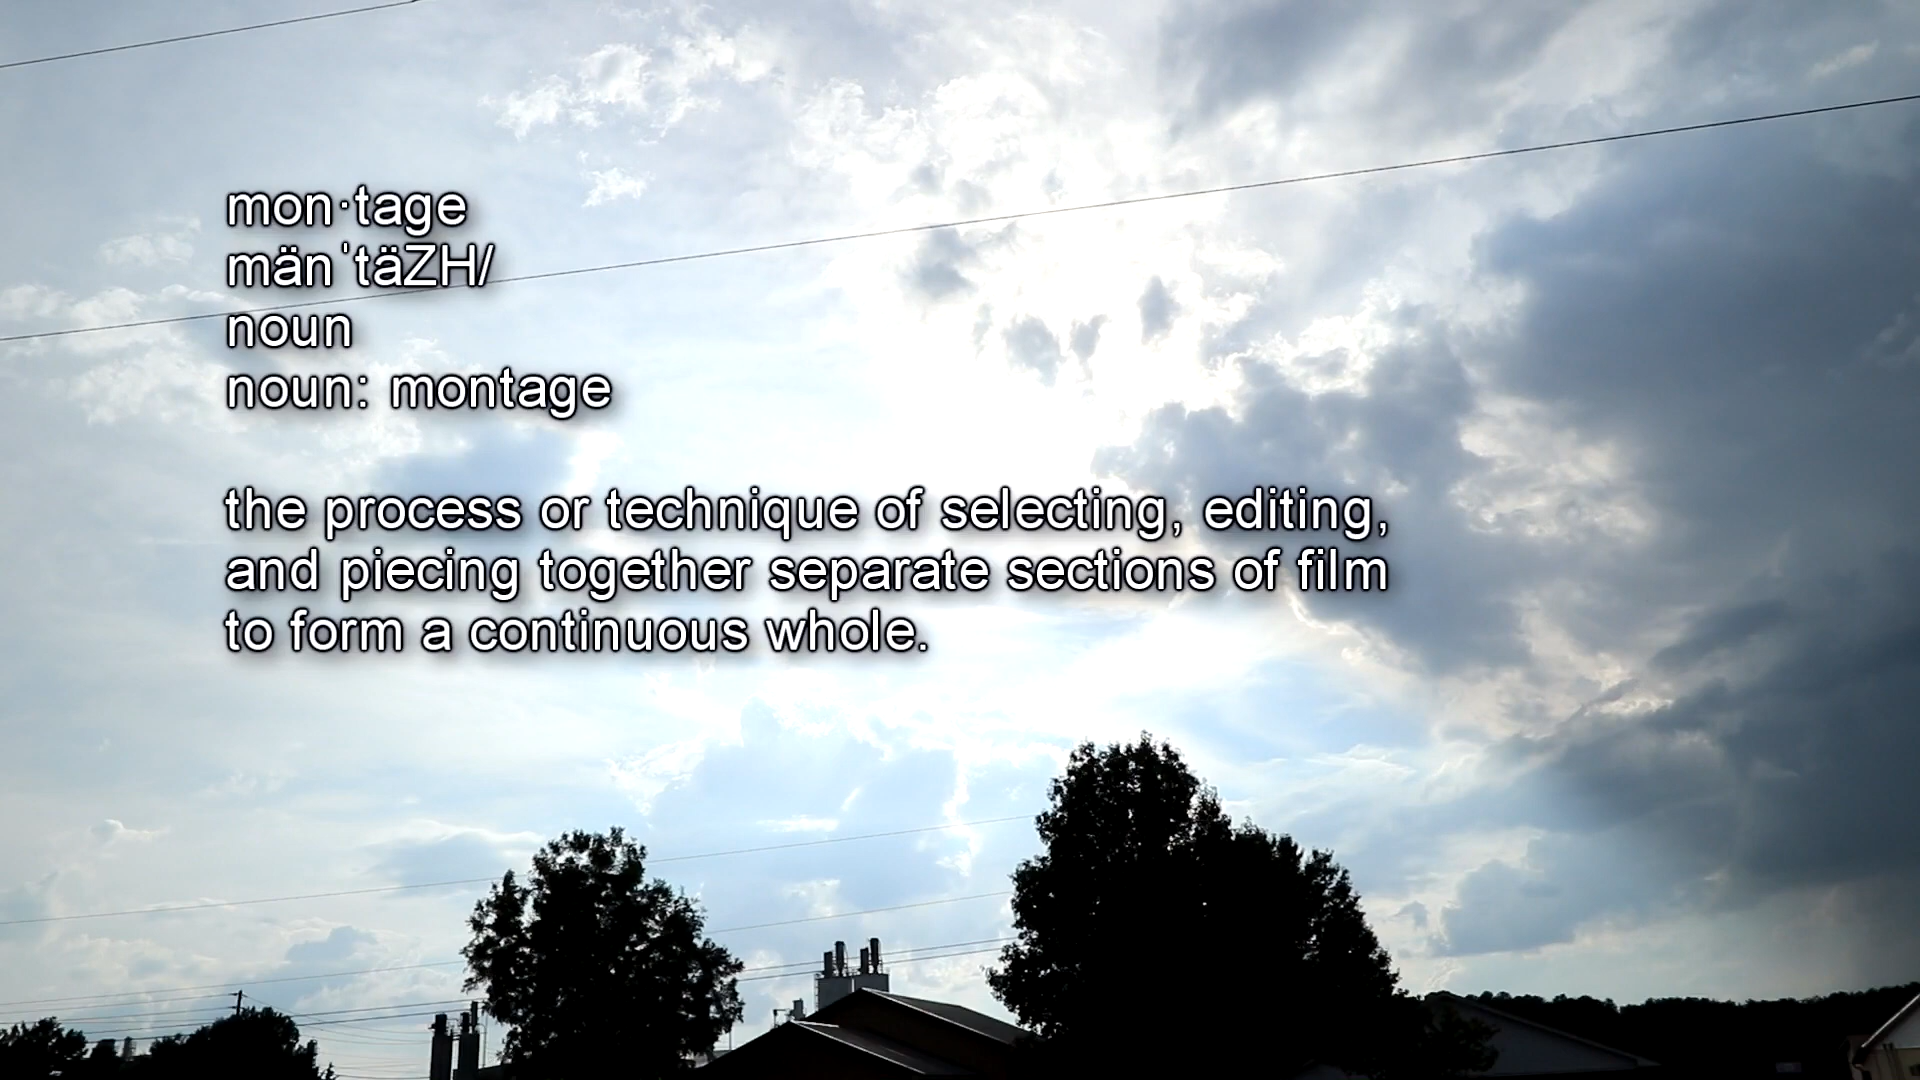 mon·tage
mänˈtäZH/
noun
noun: montage
the process or technique of selecting, editing,
and piecing together separate sections of film
to form a continuous whole.